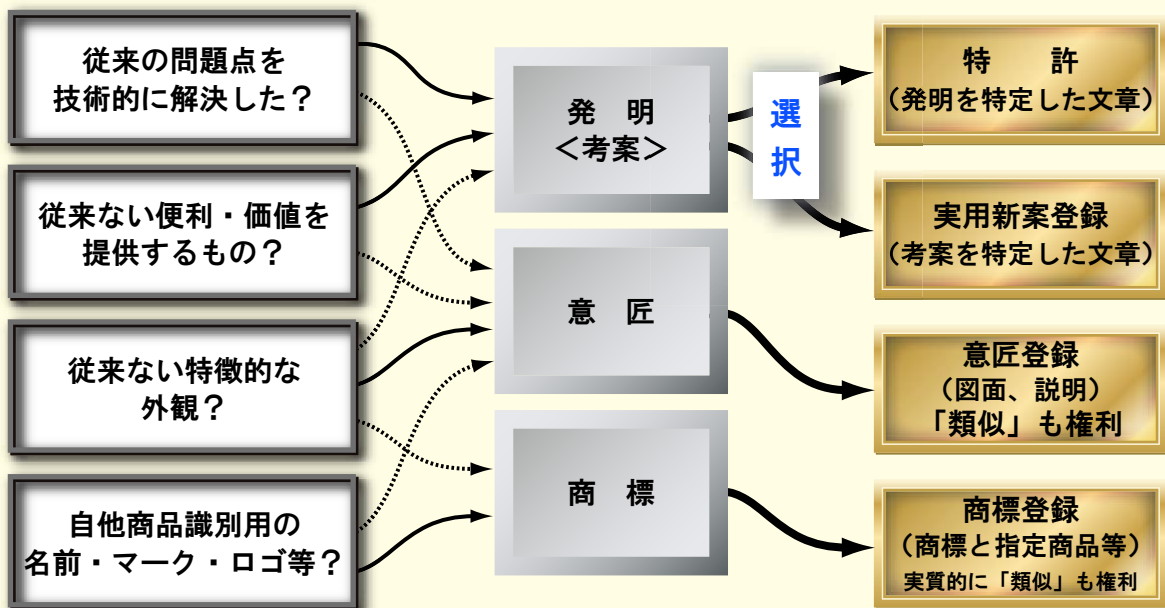 従来の問題点を
技術的に解決した？
従来ない便利・価値を
提供するもの？
従来ない特徴的な
外観？
自他商品識別用の
名前・マーク・ロゴ等？
発　明
＜考案＞
意　匠
商　標
選
択
特　　許
（発明を特定した文章）
実用新案登録
（考案を特定した文章）
意匠登録
（図面、説明）
「類似」も権利
商標登録
（商標と指定商品等）
実質的に「類似」も権利